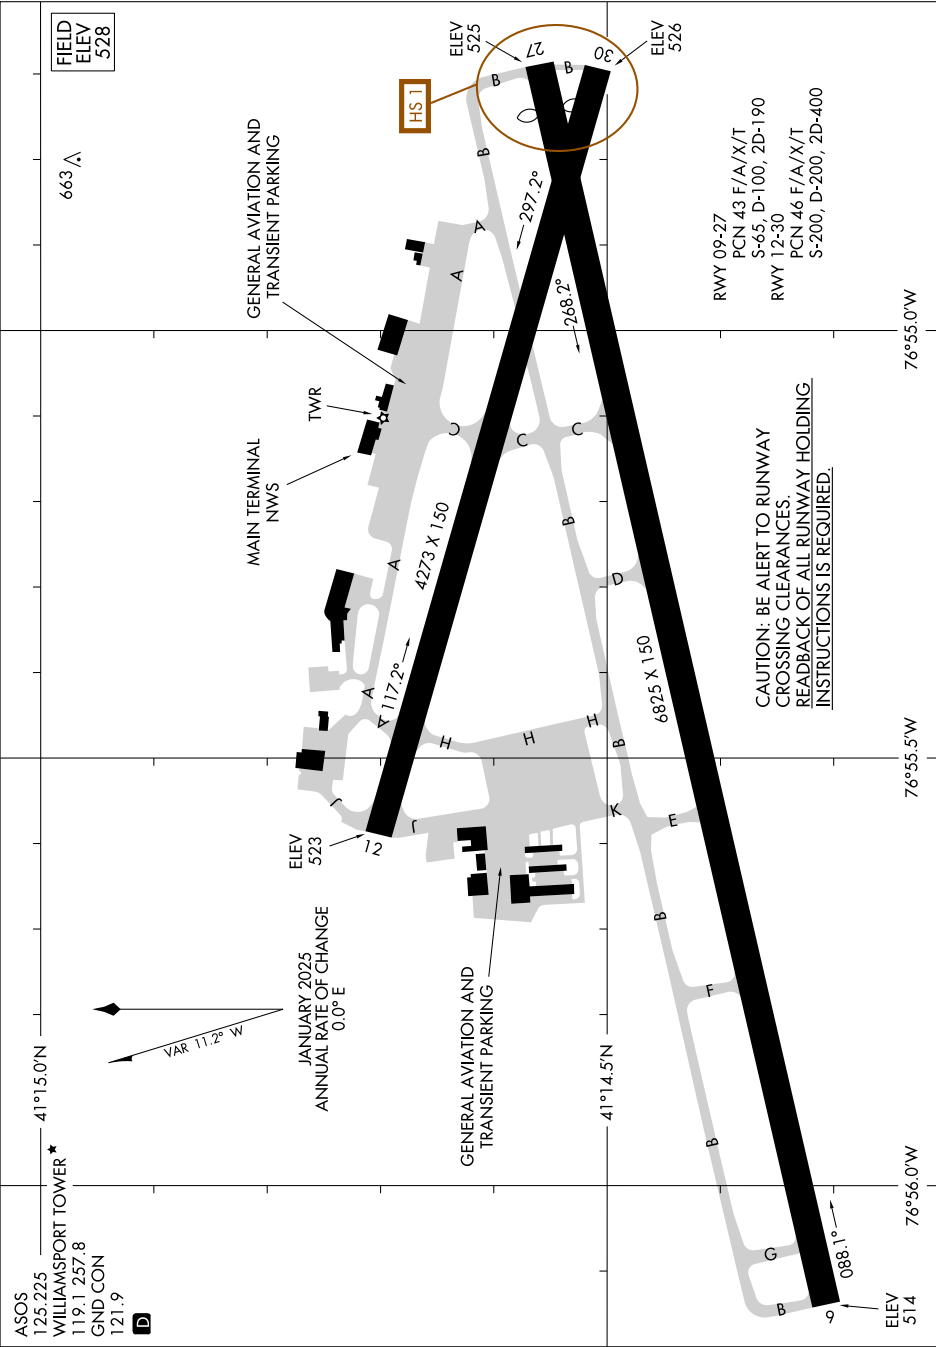 ASOS
125.225
WILLIAMSPORT TOWER★
119.1 257.8
GND CON
121.9
D
FIELD
ELEV
528
663
41°15.0'N
41°14.5'N
76°56.0'W
76°55.5'W
76°55.0'W
VAR 11.2° W
JANUARY 2025
ANNUAL RATE OF CHANGE
0.0° E
MAIN TERMINAL
NWS
TWR
GENERAL AVIATION AND
TRANSIENT PARKING
GENERAL AVIATION AND
TRANSIENT PARKING
HS 1
ELEV
525
27
30
ELEV
526
ELEV
523
12
ELEV
514
9
117.2°
4273 X 150
297.2°
088.1°
6825 X 150
268.2°
J
J
A
A
A
A
A
H
H
H
C
C
C
K
D
E
F
G
B
B
B
B
B
B
B
B
RWY 09-27
PCN 43 F/A/X/T
S-65, D-100, 2D-190
RWY 12-30
PCN 46 F/A/X/T
S-200, D-200, 2D-400
CAUTION: BE ALERT TO RUNWAY
CROSSING CLEARANCES.
READBACK OF ALL RUNWAY HOLDING
INSTRUCTIONS IS REQUIRED.